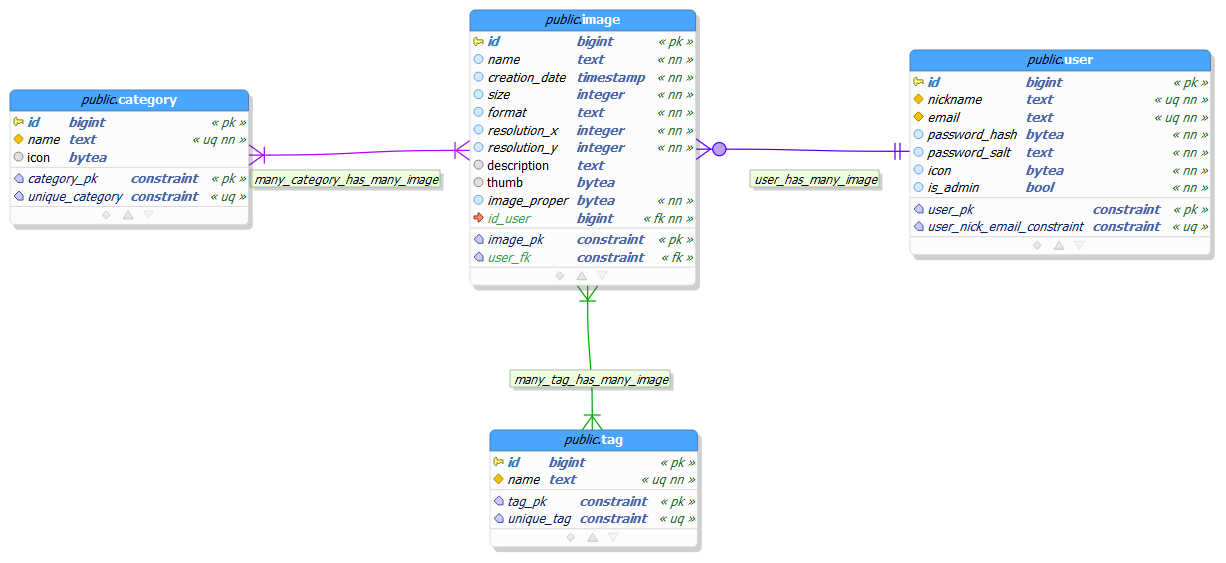 public.image
id bigint « pk »
name text « nn »
creation_date timestamp « nn »
size integer « nn »
format text « nn »
resolution_x integer « nn »
resolution_y integer « nn »
description text
thumb bytea
image_proper bytea « nn »
id_user bigint « fk nn »
image_pk constraint « pk »
user_fk constraint « fk »
public.user
id bigint « pk »
nickname text « uq nn »
email text « uq nn »
password_hash bytea « nn »
password_salt text « nn »
icon bytea « nn »
is_admin bool « nn »
user_pk constraint « pk »
user_nick_email_constraint constraint « uq »
public.category
id bigint « pk »
name text « uq nn »
icon bytea
category_pk constraint « pk »
unique_category constraint « uq »
many_category_has_many_image
user_has_many_image
many_tag_has_many_image
public.tag
id bigint « pk »
name text « uq nn »
tag_pk constraint « pk »
unique_tag constraint « uq »